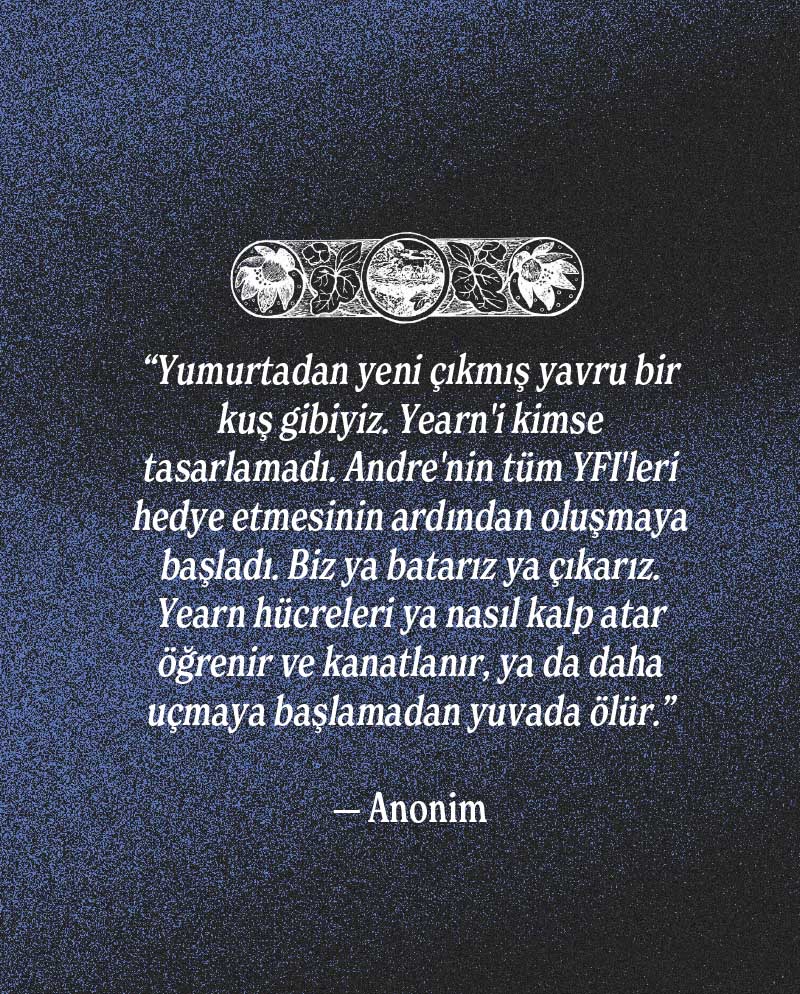 “Yumurtadan yeni çıkmış yavru bir
kuş gibiyiz. Yearn'i kimse
tasarlamadı. Andre'nin tüm YFI'leri
hedye etmesinin ardından oluşmaya
başladı. Biz ya batarız ya çıkarız.
Yearn hücreleri ya nasıl kalp atar
öğrenir ve kanatlanır, ya da daha
uçmaya başlamadan yuvada ölür.”
— Anonim